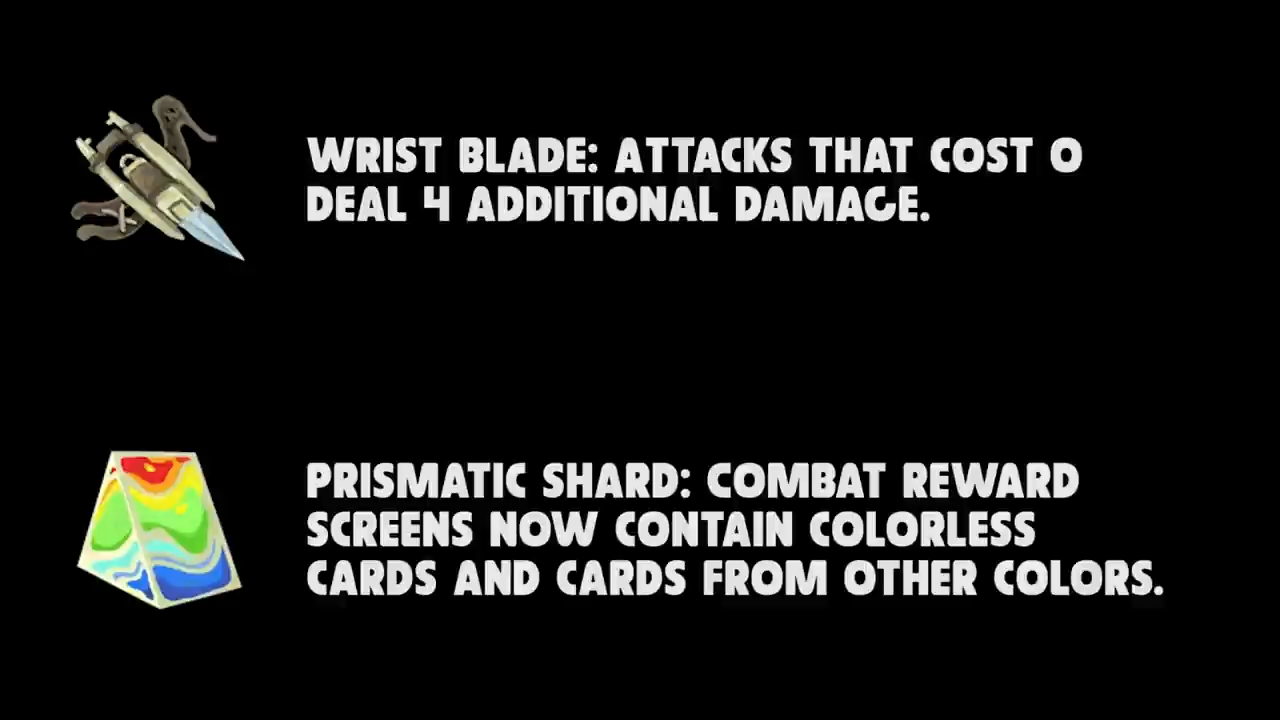 WRIST BLADE: ATTACKS THAT COST 0
DEAL 4 ADDITIONAL DAMAGE.
PRISMATIC SHARD: COMBAT REWARD
SCREENS NOW CONTAIN COLORLESS
CARDS AND CARDS FROM OTHER COLORS.